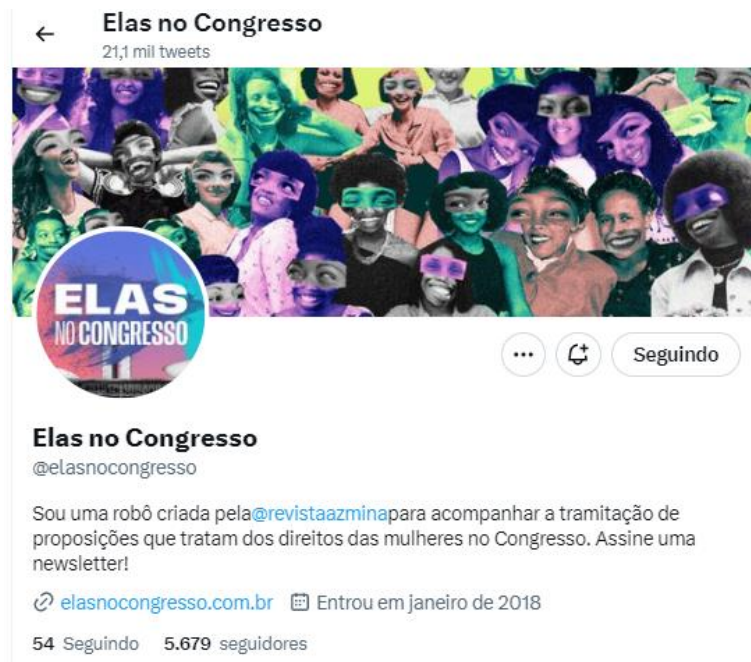 Elas no Congresso
21,1 mil tweets
ELAS
NO CONGRESSO
Seguindo
Elas no Congresso
@elasnocongresso
Sou uma robô criada pela@revistaazminapara acompanhar a tramitação de
proposições que tratam dos direitos das mulheres no Congresso. Assine uma
newsletter!
elasnocongresso.com.br Entrou em janeiro de 2018
54 Seguindo 5.679 seguidores